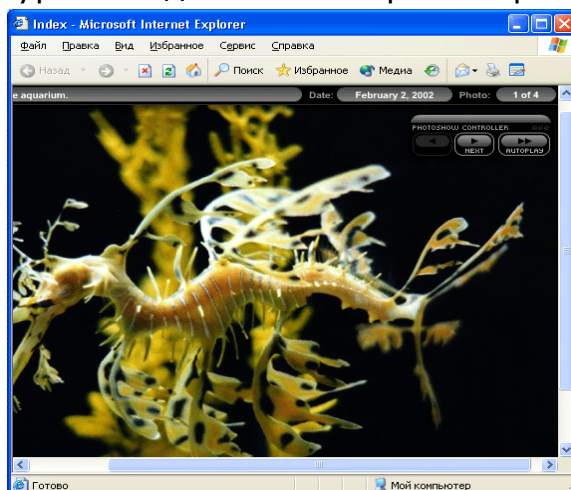 Index - Microsoft Internet Explorer
Файл Правка Вид Избранное Сервис Справка
Назад Поиск Избранное Медиа
e aquarium. Date: February 2, 2002 Photo: 1 of 4
PHOTOSHOW CONTROLLER
NEXT AUTOPLAY
Готово Мой компьютер